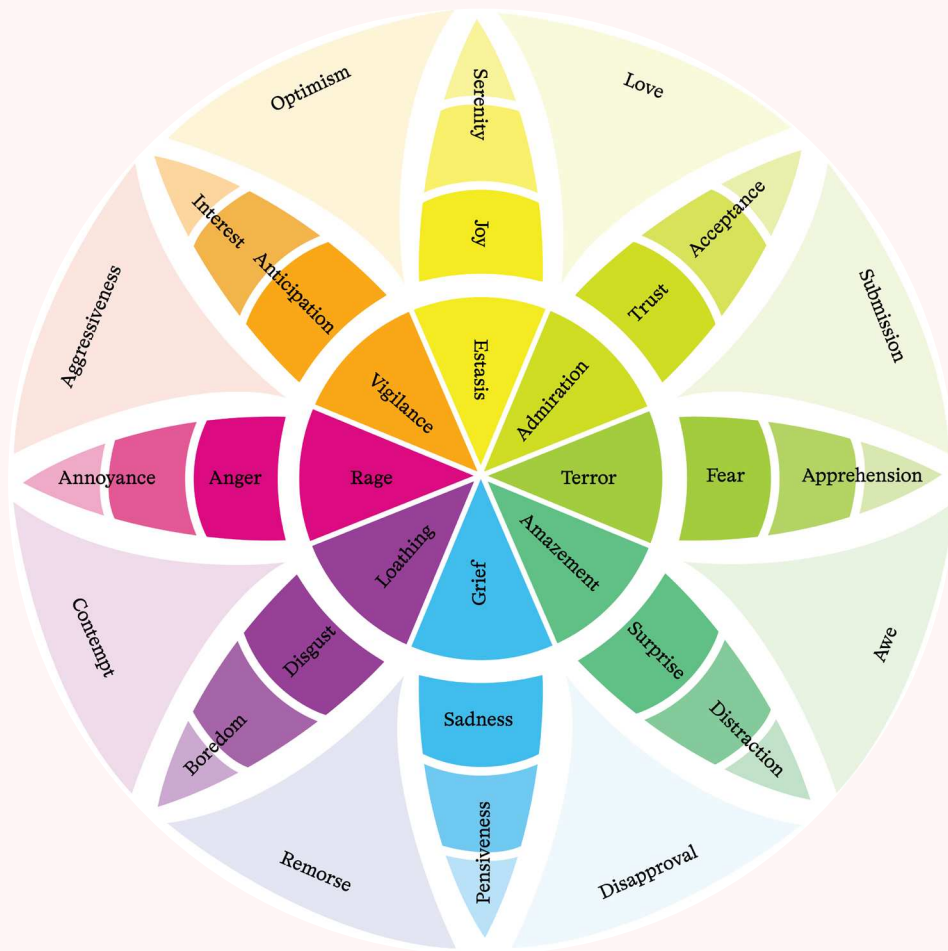 Optimism
Love
Serenity
Joy
Interest
Anticipation
Acceptance
Trust
Aggressiveness
Submission
Vigilance
Estasis
Admiration
Annoyance
Anger
Rage
Terror
Fear
Apprehension
Loathing
Grief
Amazement
Contempt
Awe
Disgust
Boredom
Surprise
Distraction
Sadness
Pensiveness
Remorse
Disapproval